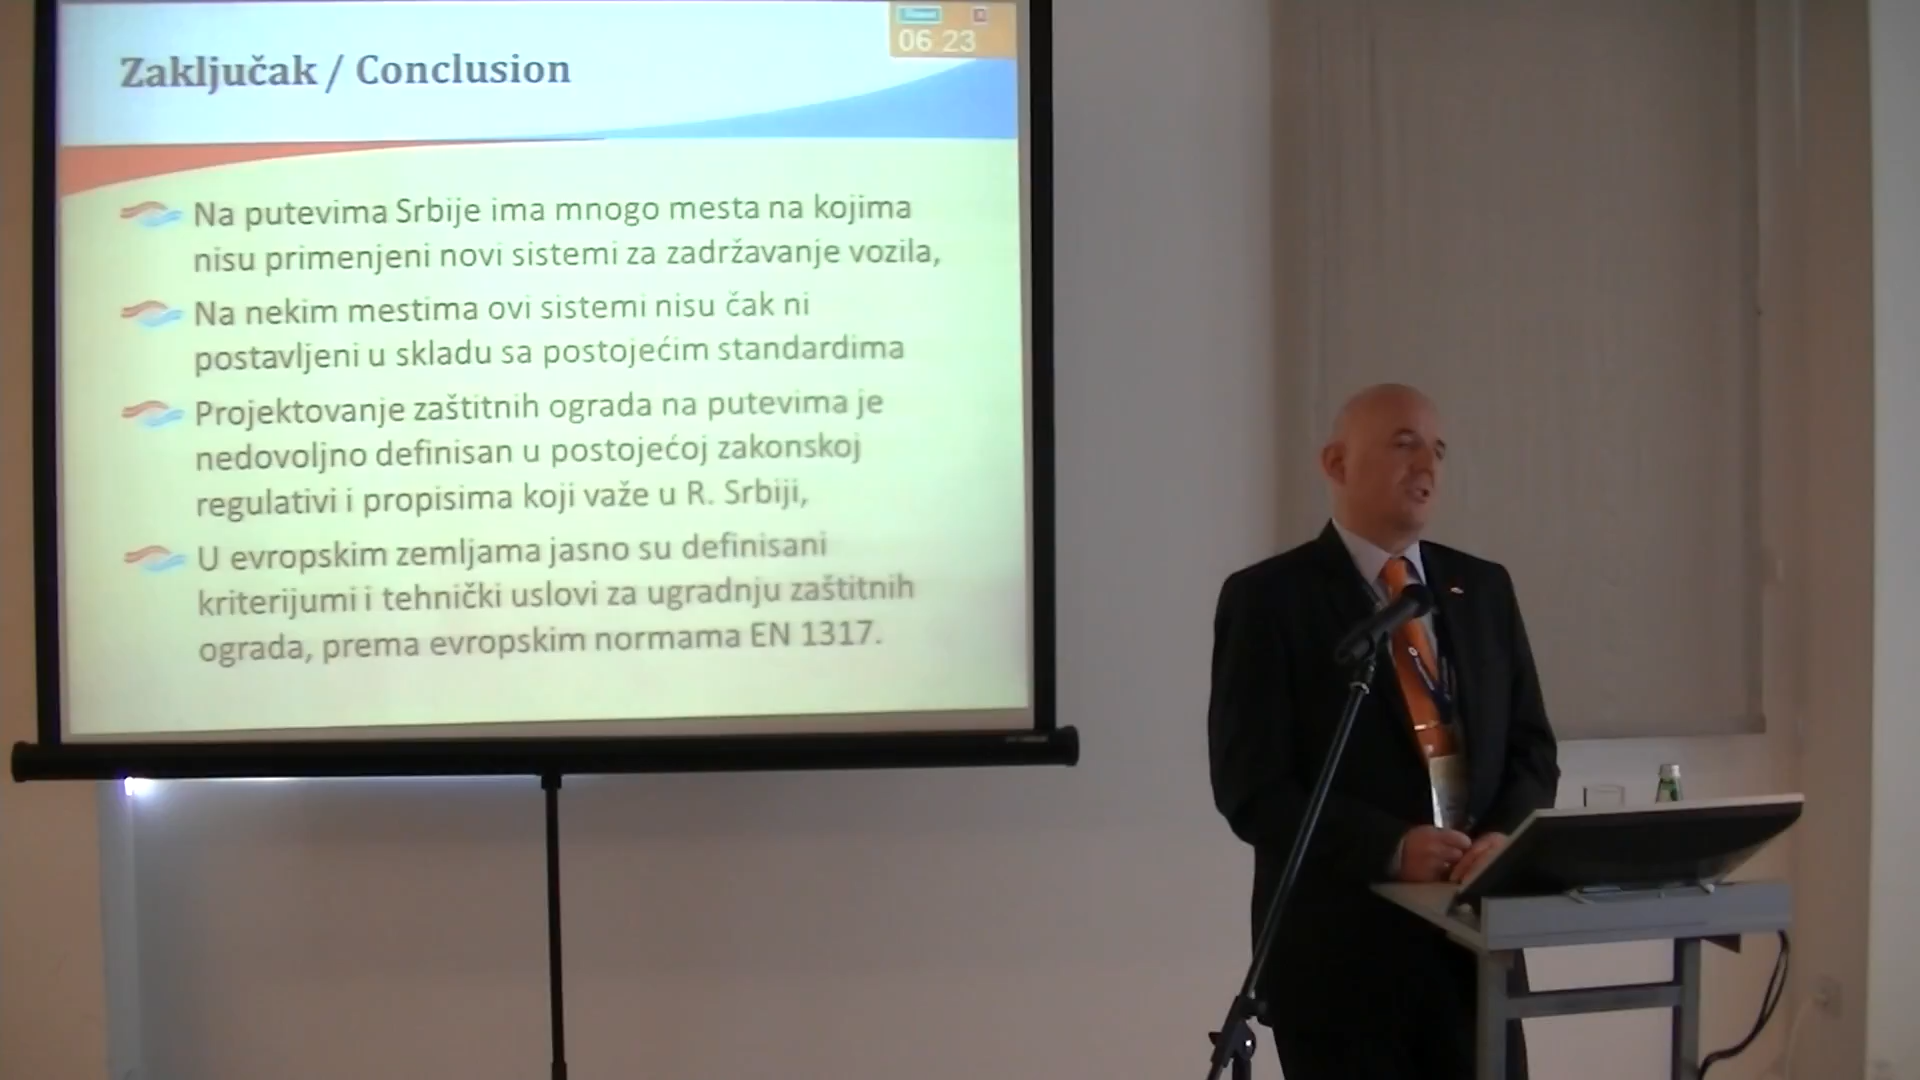 06 23
Zaključak / Conclusion
Na putevima Srbije ima mnogo mesta na kojima
nisu primenjeni novi sistemi za zadržavanje vozila,
Na nekim mestima ovi sistemi nisu čak ni
postavljeni u skladu sa postojećim standardima
Projektovanje zaštitnih ograda na putevima je
nedovoljno definisan u postojećoj zakonskoj
regulativi i propisima koji važe u R. Srbiji,
U evropskim zemljama jasno su definisani
kriterijumi i tehnički uslovi za ugradnju zaštitnih
ograda, prema evropskim normama EN 1317.